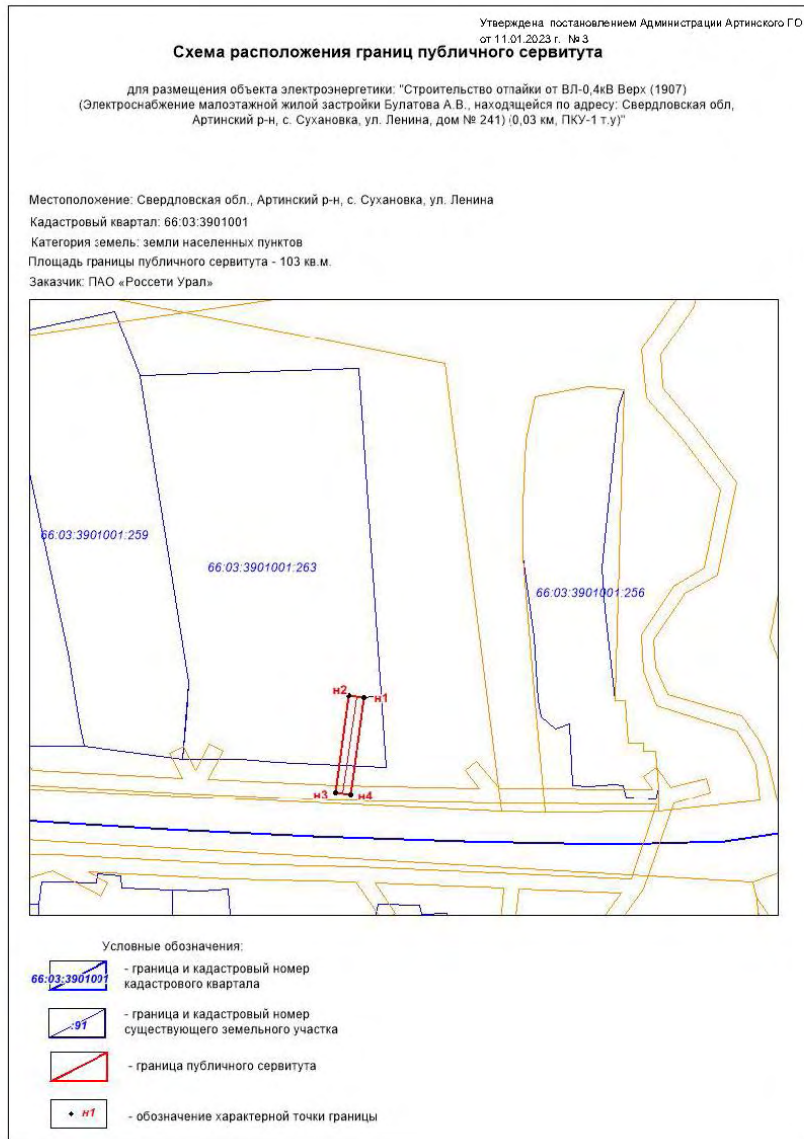 Утверждена постановлением Администрации Артинского ГО
от 11.01.2023 г. № 3
Схема расположения границ публичного сервитута
для размещения объекта электроэнергетики: "Строительство отпайки от ВЛ-0,4кВ Верх (1907)
(Электроснабжение малоэтажной жилой застройки Булатова А.В., находящейся по адресу: Свердловская обл,
Артинский р-н, с. Сухановка, ул. Ленина, дом № 241) (0,03 км, ПКУ-1 т.у)"
Местоположение: Свердловская обл., Артинский р-н, с. Сухановка, ул. Ленина
Кадастровый квартал: 66:03:3901001
Категория земель: земли населенных пунктов
Площадь границы публичного сервитута - 103 кв.м.
Заказчик: ПАО «Россети Урал»
66:03:3901001:259
66:03:3901001:263
66:03:3901001:256
н2
н1
н3
н4
Условные обозначения:
66:03:3901001
- граница и кадастровый номер
кадастрового квартала
:91
- граница и кадастровый номер
существующего земельного участка
- граница публичного сервитута
н1
- обозначение характерной точки границы